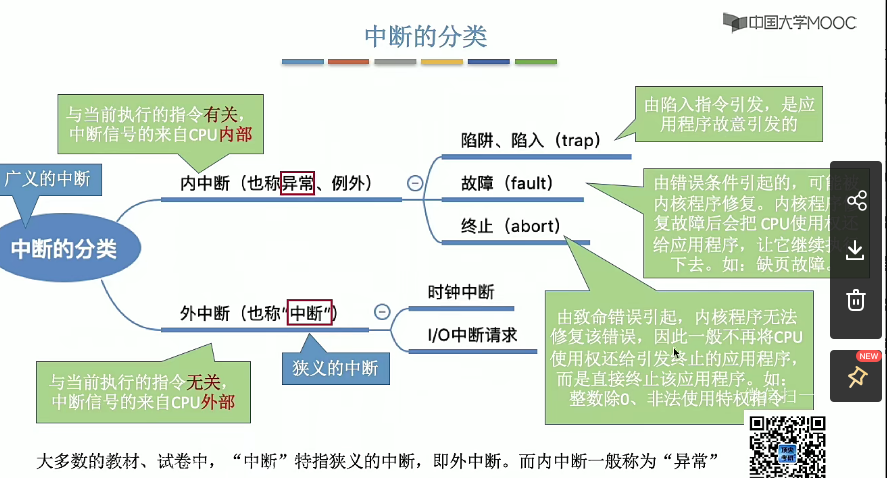 中国大学MOOC
中断的分类
与当前执行的指令有关，
中断信号的来自CPU内部
由陷入指令引发，是应
用程序故意引发的
广义的中断
中断的分类
内中断（也称异常、例外）
陷阱、陷入（trap）
故障（fault）
终止（abort）
由错误条件引起的，可能被
内核程序修复。内核程序
复故障后会把 CPU使用权还
给应用程序，让它继续
下去。如：缺页故障。
外中断（也称“中断”）
时钟中断
I/O中断请求
狭义的中断
由致命错误引起，内核程序无法
修复该错误，因此一般不再将CPU
使用权还给引发终止的应用程序，
而是直接终止该应用程序。如：
整数除0、非法使用特权指令
与当前执行的指令无关，
中断信号的来自CPU外部
NEW
扫一
大多数的教材、试卷中，“中断”特指狭义的中断，即外中断。而内中断一般称为“异常”